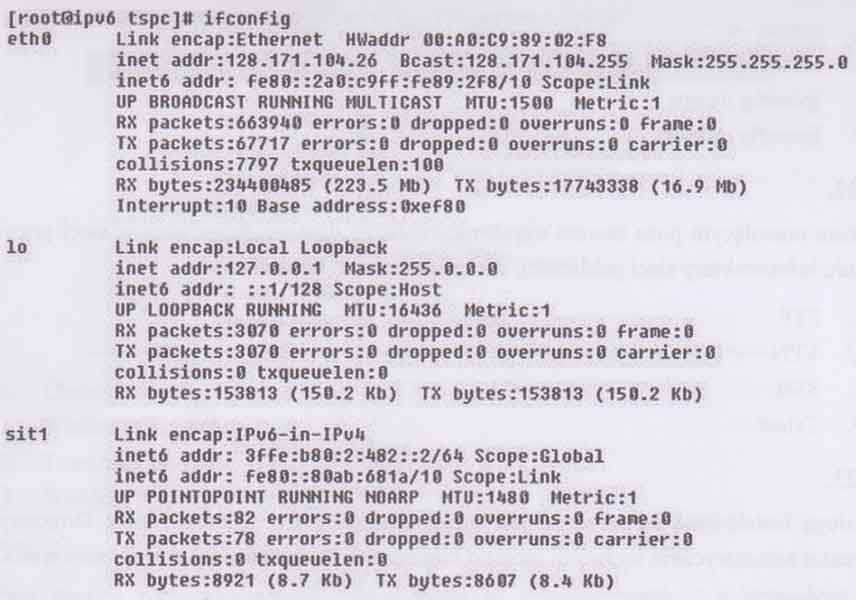 [root@ipv6 tspc]# ifconfig
eth0 Link encap:Ethernet HWaddr 00:A0:C9:89:02:F8
inet addr:128.171.104.26 Bcast:128.171.104.255 Mask:255.255.255.0
inet6 addr: fe80::2a0:c9ff:fe89:2f8/10 Scope:Link
UP BROADCAST RUNNING MULTICAST MTU:1500 Metric:1
RX packets:663940 errors:0 dropped:0 overruns:0 frame:0
TX packets:67717 errors:0 dropped:0 overruns:0 carrier:0
collisions:7797 txqueuelen:100
RX bytes:234400485 (223.5 Mb) TX bytes:17743338 (16.9 Mb)
Interrupt:10 Base address:0xef80
lo Link encap:Local Loopback
inet addr:127.0.0.1 Mask:255.0.0.0
inet6 addr: ::1/128 Scope:Host
UP LOOPBACK RUNNING MTU:16436 Metric:1
RX packets:3070 errors:0 dropped:0 overruns:0 frame:0
TX packets:3070 errors:0 dropped:0 overruns:0 carrier:0
collisions:0 txqueuelen:0
RX bytes:153813 (150.2 Kb) TX bytes:153813 (150.2 Kb)
sit1 Link encap:IPv6-in-IPv4
inet6 addr: 3ffe:b80:2:482::2/64 Scope:Global
inet6 addr: fe80::80ab:681a/10 Scope:Link
UP POINTOPOINT RUNNING NOARP MTU:1480 Metric:1
RX packets:82 errors:0 dropped:0 overruns:0 frame:0
TX packets:78 errors:0 dropped:0 overruns:0 carrier:0
collisions:0 txqueuelen:0
RX bytes:8921 (8.7 Kb) TX bytes:8607 (8.4 Kb)